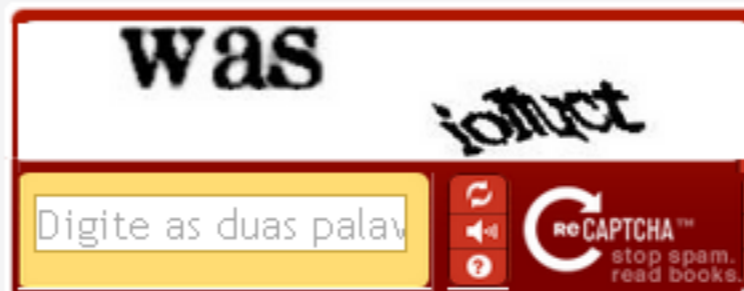 was
Digite as duas palav
reCAPTCHA™
stop spam.
read books.